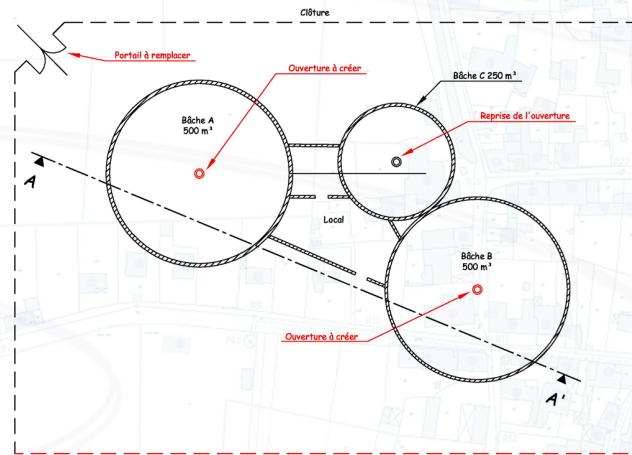 Clôture
Portail à remplacer
Ouverture à créer
Bâche C 250 m³
Bâche A
500 m³
Reprise de l'ouverture
A
Local
Bâche B
500 m³
Ouverture à créer
A'